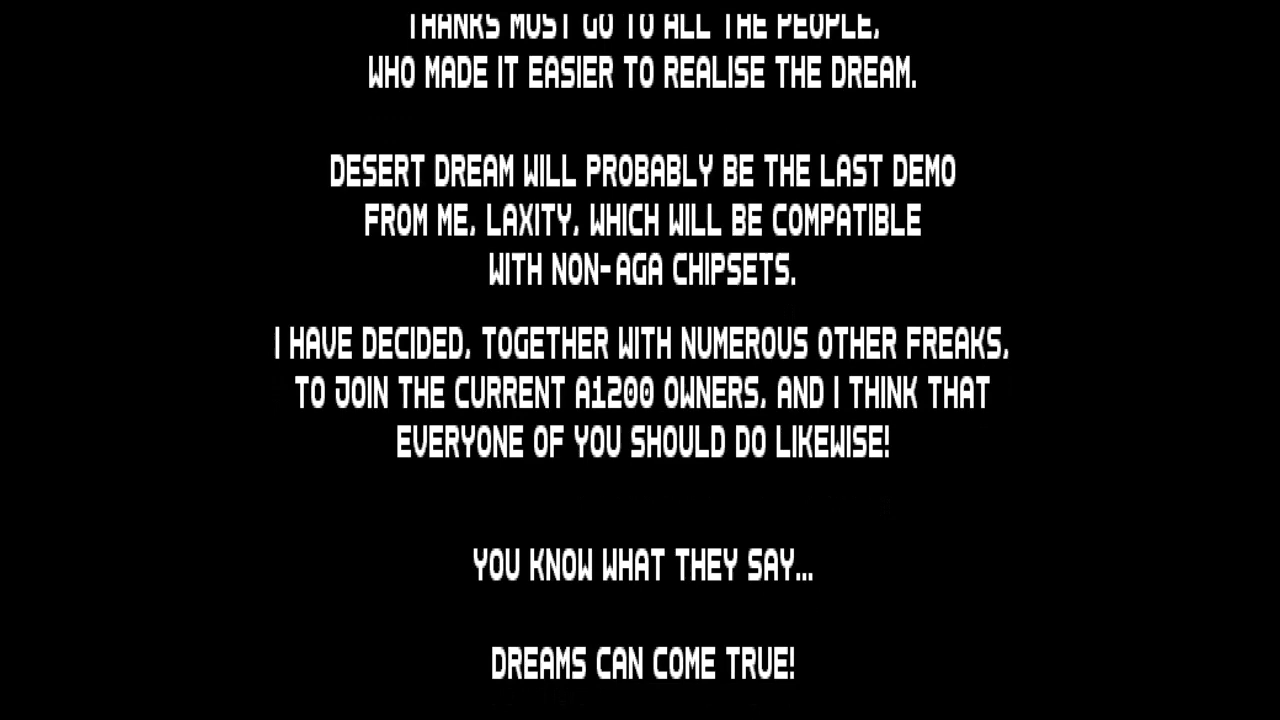 THANKS MUST GO TO ALL THE PEOPLE,
WHO MADE IT EASIER TO REALISE THE DREAM.
DESERT DREAM WILL PROBABLY BE THE LAST DEMO
FROM ME, LAXITY, WHICH WILL BE COMPATIBLE
WITH NON-AGA CHIPSETS.
I HAVE DECIDED, TOGETHER WITH NUMEROUS OTHER FREAKS,
TO JOIN THE CURRENT A1200 OWNERS, AND I THINK THAT
EVERYONE OF YOU SHOULD DO LIKEWISE!
YOU KNOW WHAT THEY SAY...
DREAMS CAN COME TRUE!